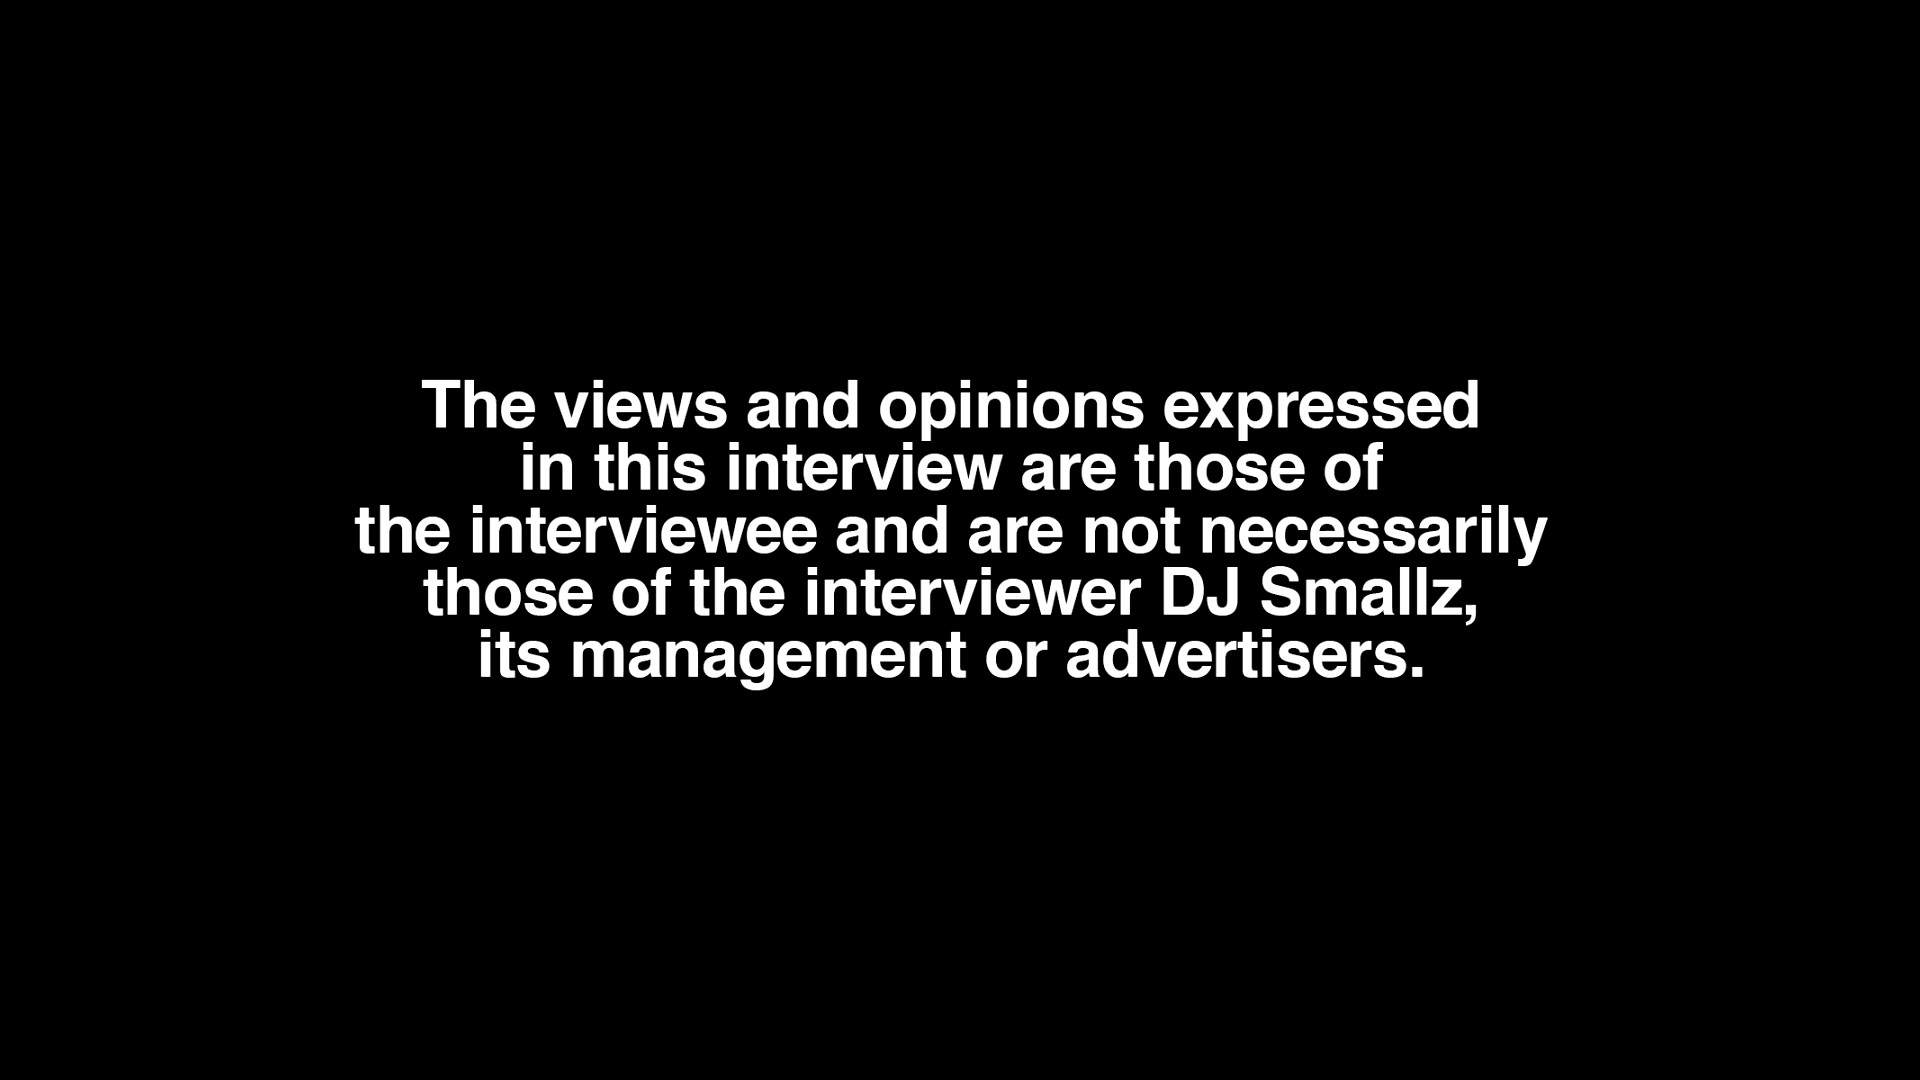 The views and opinions expressed
in this interview are those of
the interviewee and are not necessarily
those of the interviewer DJ Smallz,
its management or advertisers.